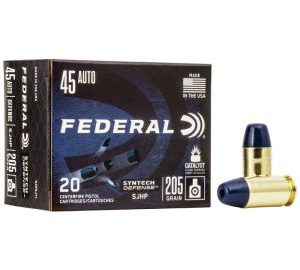 45 AUTO
MADE
IN THE USA
FEDERAL
CATALYST
20
CENTERFIRE PISTOL
CARTRIDGES/CARTOUCHES
SYNTECH
DEFENSE
SJHP
205
GRAIN
45
AUTO
DEFENSE
SJHP
205